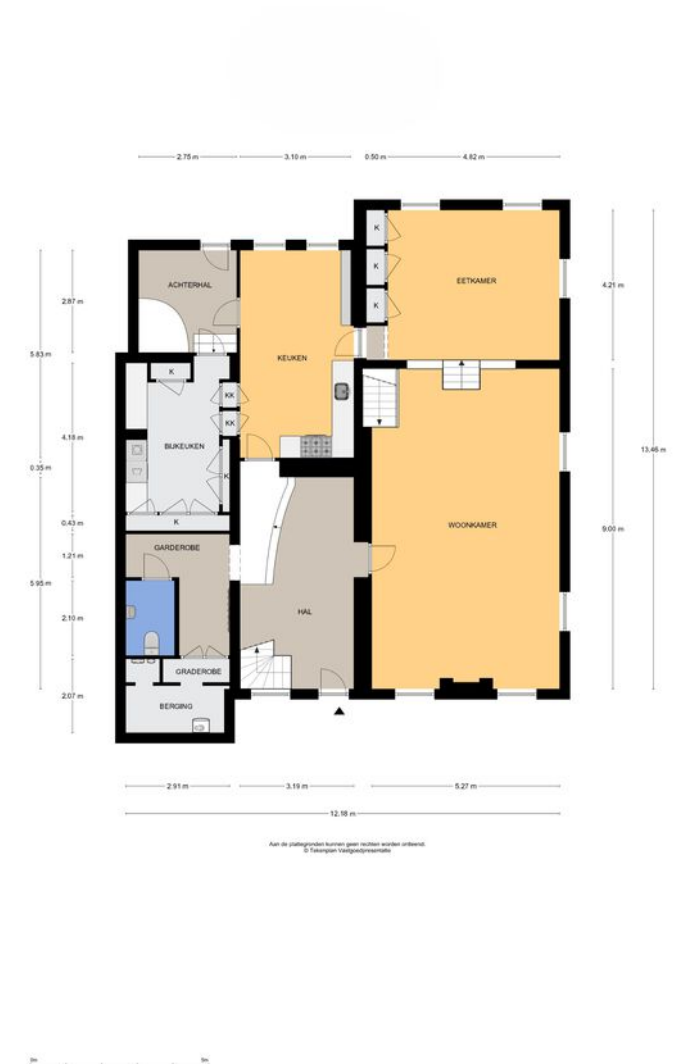 2.75 m 3.10 m 0.50 m 4.82 m
K
K
K
ACHTERHAL
EETKAMER
4.21 m
2.87 m
5.83 m
KEUKEN
K
KK
KK
BIJKEUKEN
4.18 m
13.46 m
0.35 m
K
K
0.43 m
WOONKAMER
9.00 m
GARDEROBE
1.21 m
5.95 m
HAL
2.10 m
GRADEROBE
2.07 m
BERGING
2.91 m 3.19 m 5.27 m
12.18 m
Aan de plattegronden kunnen geen rechten worden ontleend.
© Tekenplan Vastgoedpresentatie
0m 5m